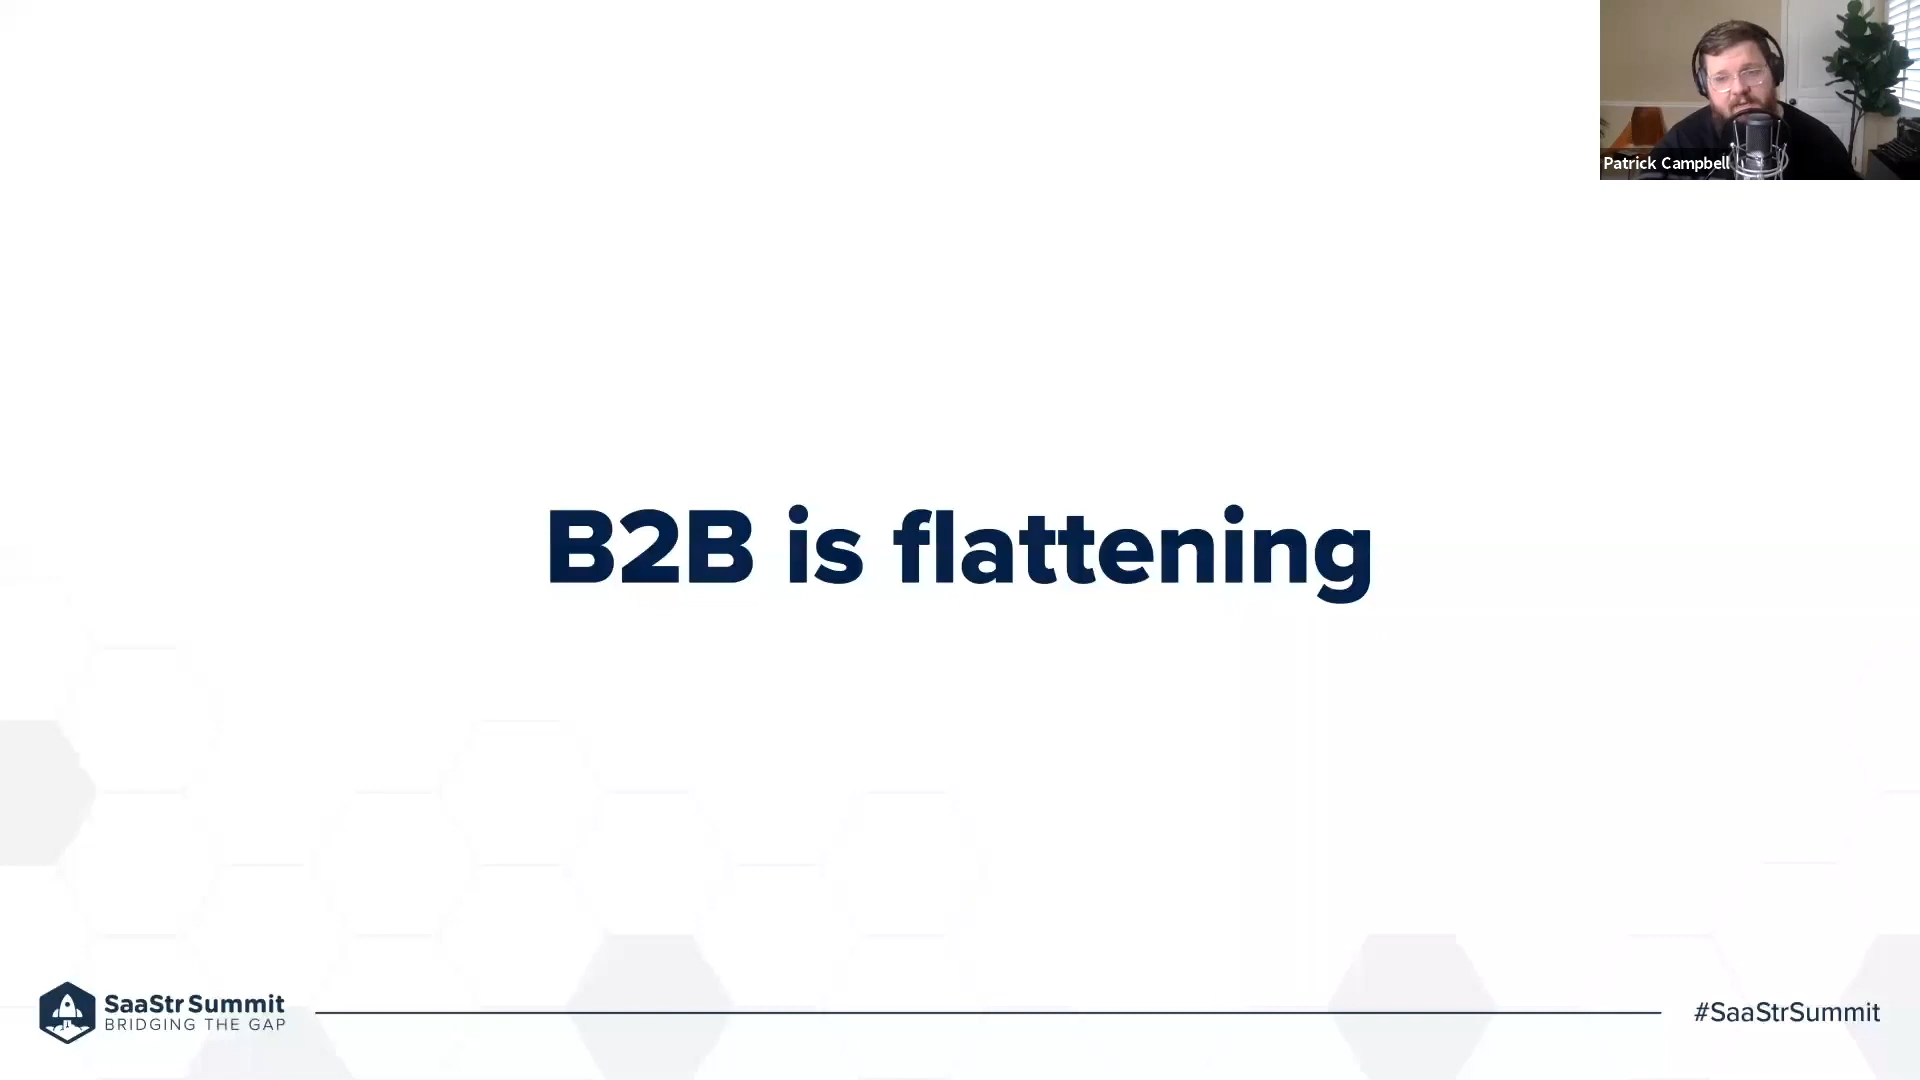 Patrick Campbell
B2B is flattening
SaaStr Summit
BRIDGING THE GAP
#SaaStrSummit